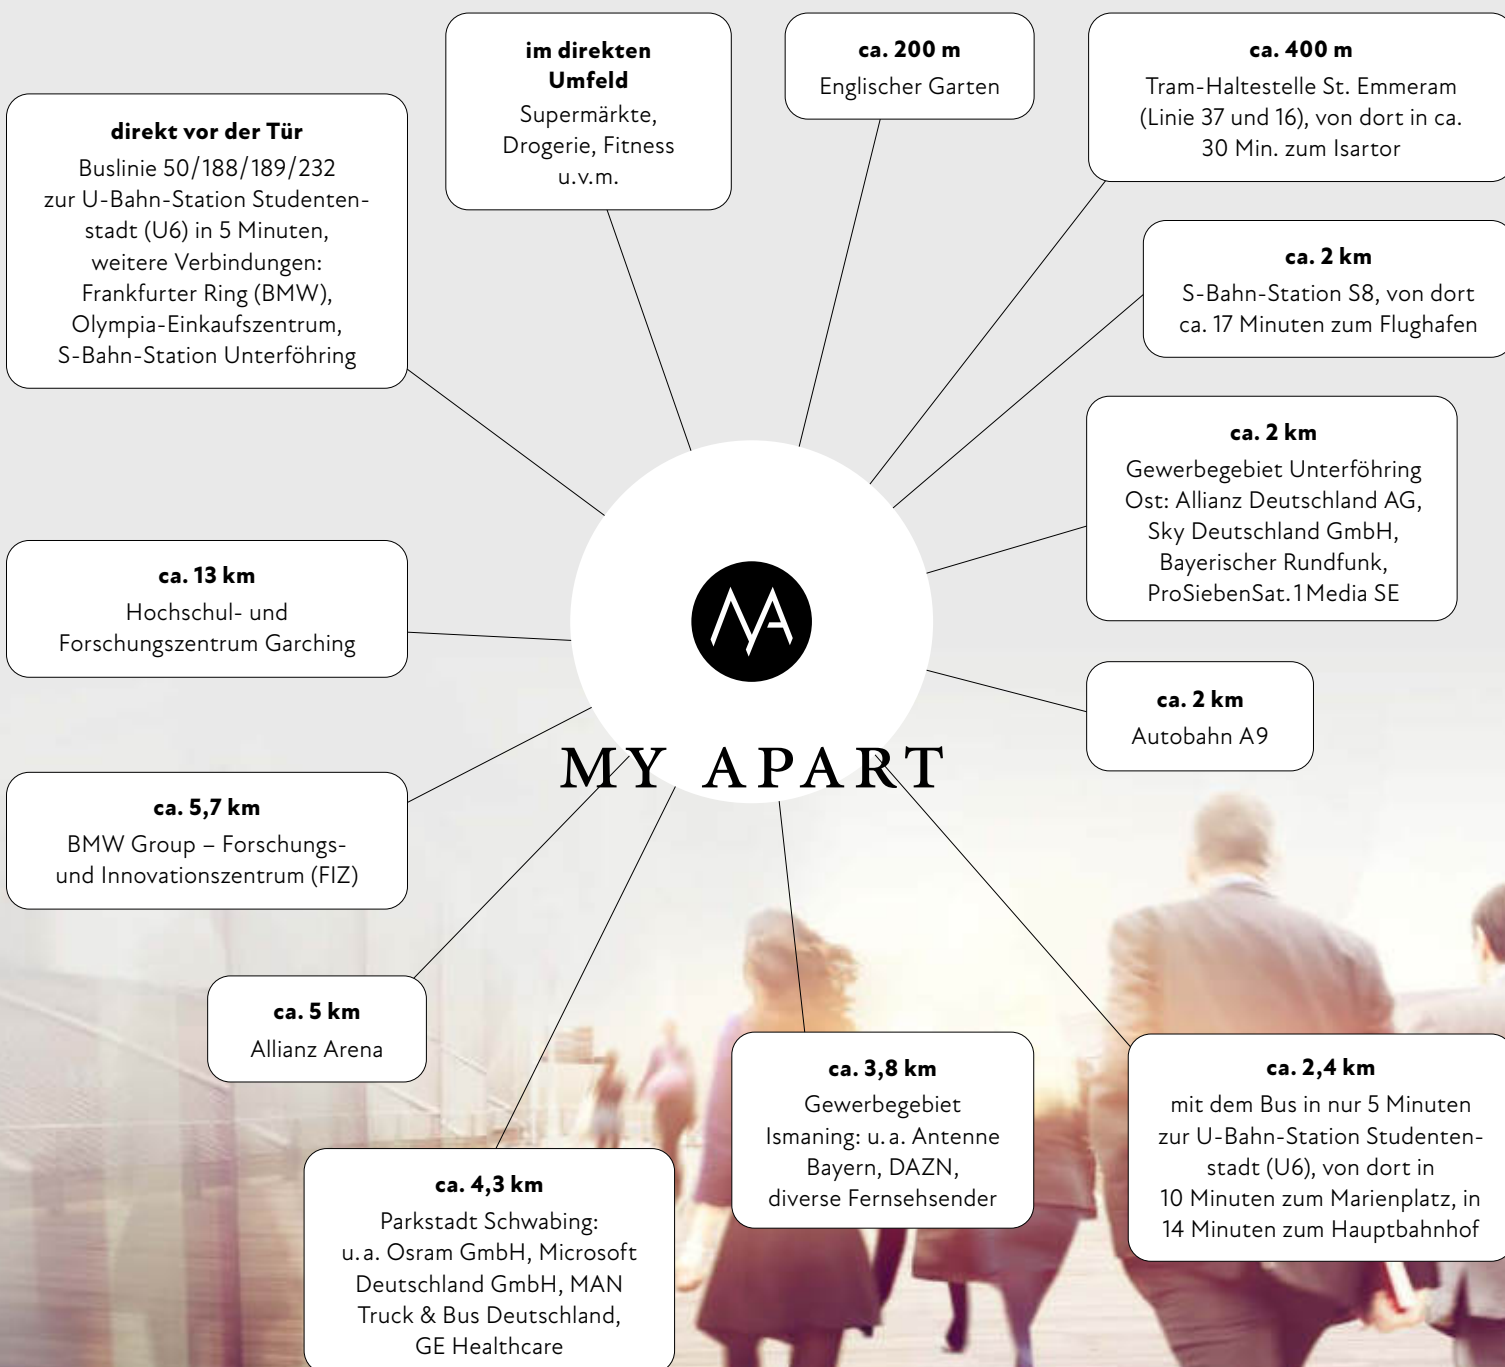 im direkten
Umfeld
Supermärkte,
Drogerie, Fitness
u.v.m.
ca. 200 m
Englischer Garten
ca. 400 m
Tram-Haltestelle St. Emmeram
(Linie 37 und 16), von dort in ca.
30 Min. zum Isartor
direkt vor der Tür
Buslinie 50/188/189/232
zur U-Bahn-Station Studenten-
stadt (U6) in 5 Minuten,
weitere Verbindungen:
Frankfurter Ring (BMW),
Olympia-Einkaufszentrum,
S-Bahn-Station Unterföhring
ca. 2 km
S-Bahn-Station S8, von dort
ca. 17 Minuten zum Flughafen
ca. 2 km
Gewerbegebiet Unterföhring
Ost: Allianz Deutschland AG,
Sky Deutschland GmbH,
Bayerischer Rundfunk,
ProSiebenSat.1 Media SE
ca. 13 km
Hochschul- und
Forschungszentrum Garching
MA
MY APART
ca. 2 km
Autobahn A9
ca. 5,7 km
BMW Group – Forschungs-
und Innovationszentrum (FIZ)
ca. 5 km
Allianz Arena
ca. 4,3 km
Parkstadt Schwabing:
u.a. Osram GmbH, Microsoft
Deutschland GmbH, MAN
Truck & Bus Deutschland,
GE Healthcare
ca. 3,8 km
Gewerbegebiet
Ismaning: u.a. Antenne
Bayern, DAZN,
diverse Fernsehsender
ca. 2,4 km
mit dem Bus in nur 5 Minuten
zur U-Bahn-Station Studenten-
stadt (U6), von dort in
10 Minuten zum Marienplatz, in
14 Minuten zum Hauptbahnhof